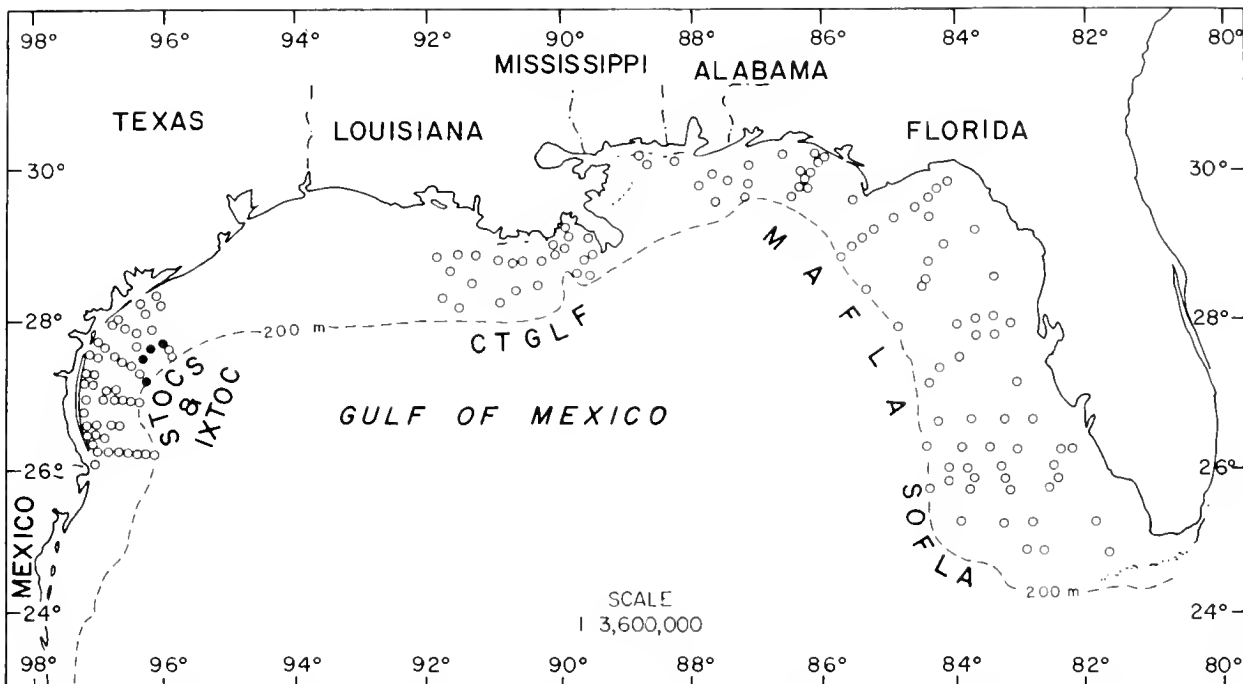 98° 96° 94° 92° 90° 88° 86° 84° 82° 80°
MISSISSIPPI ALABAMA
TEXAS LOUISIANA FLORIDA
30° 30°
MAFLA
28° 28°
200 m
CTGLF
STOCS
&
IXTOC
GULF OF MEXICO
26° 26°
SOFLA
MEXICO
200 m
SCALE
1 3,600,000
24° 24°
98° 96° 94° 92° 90° 88° 86° 84° 82° 80°